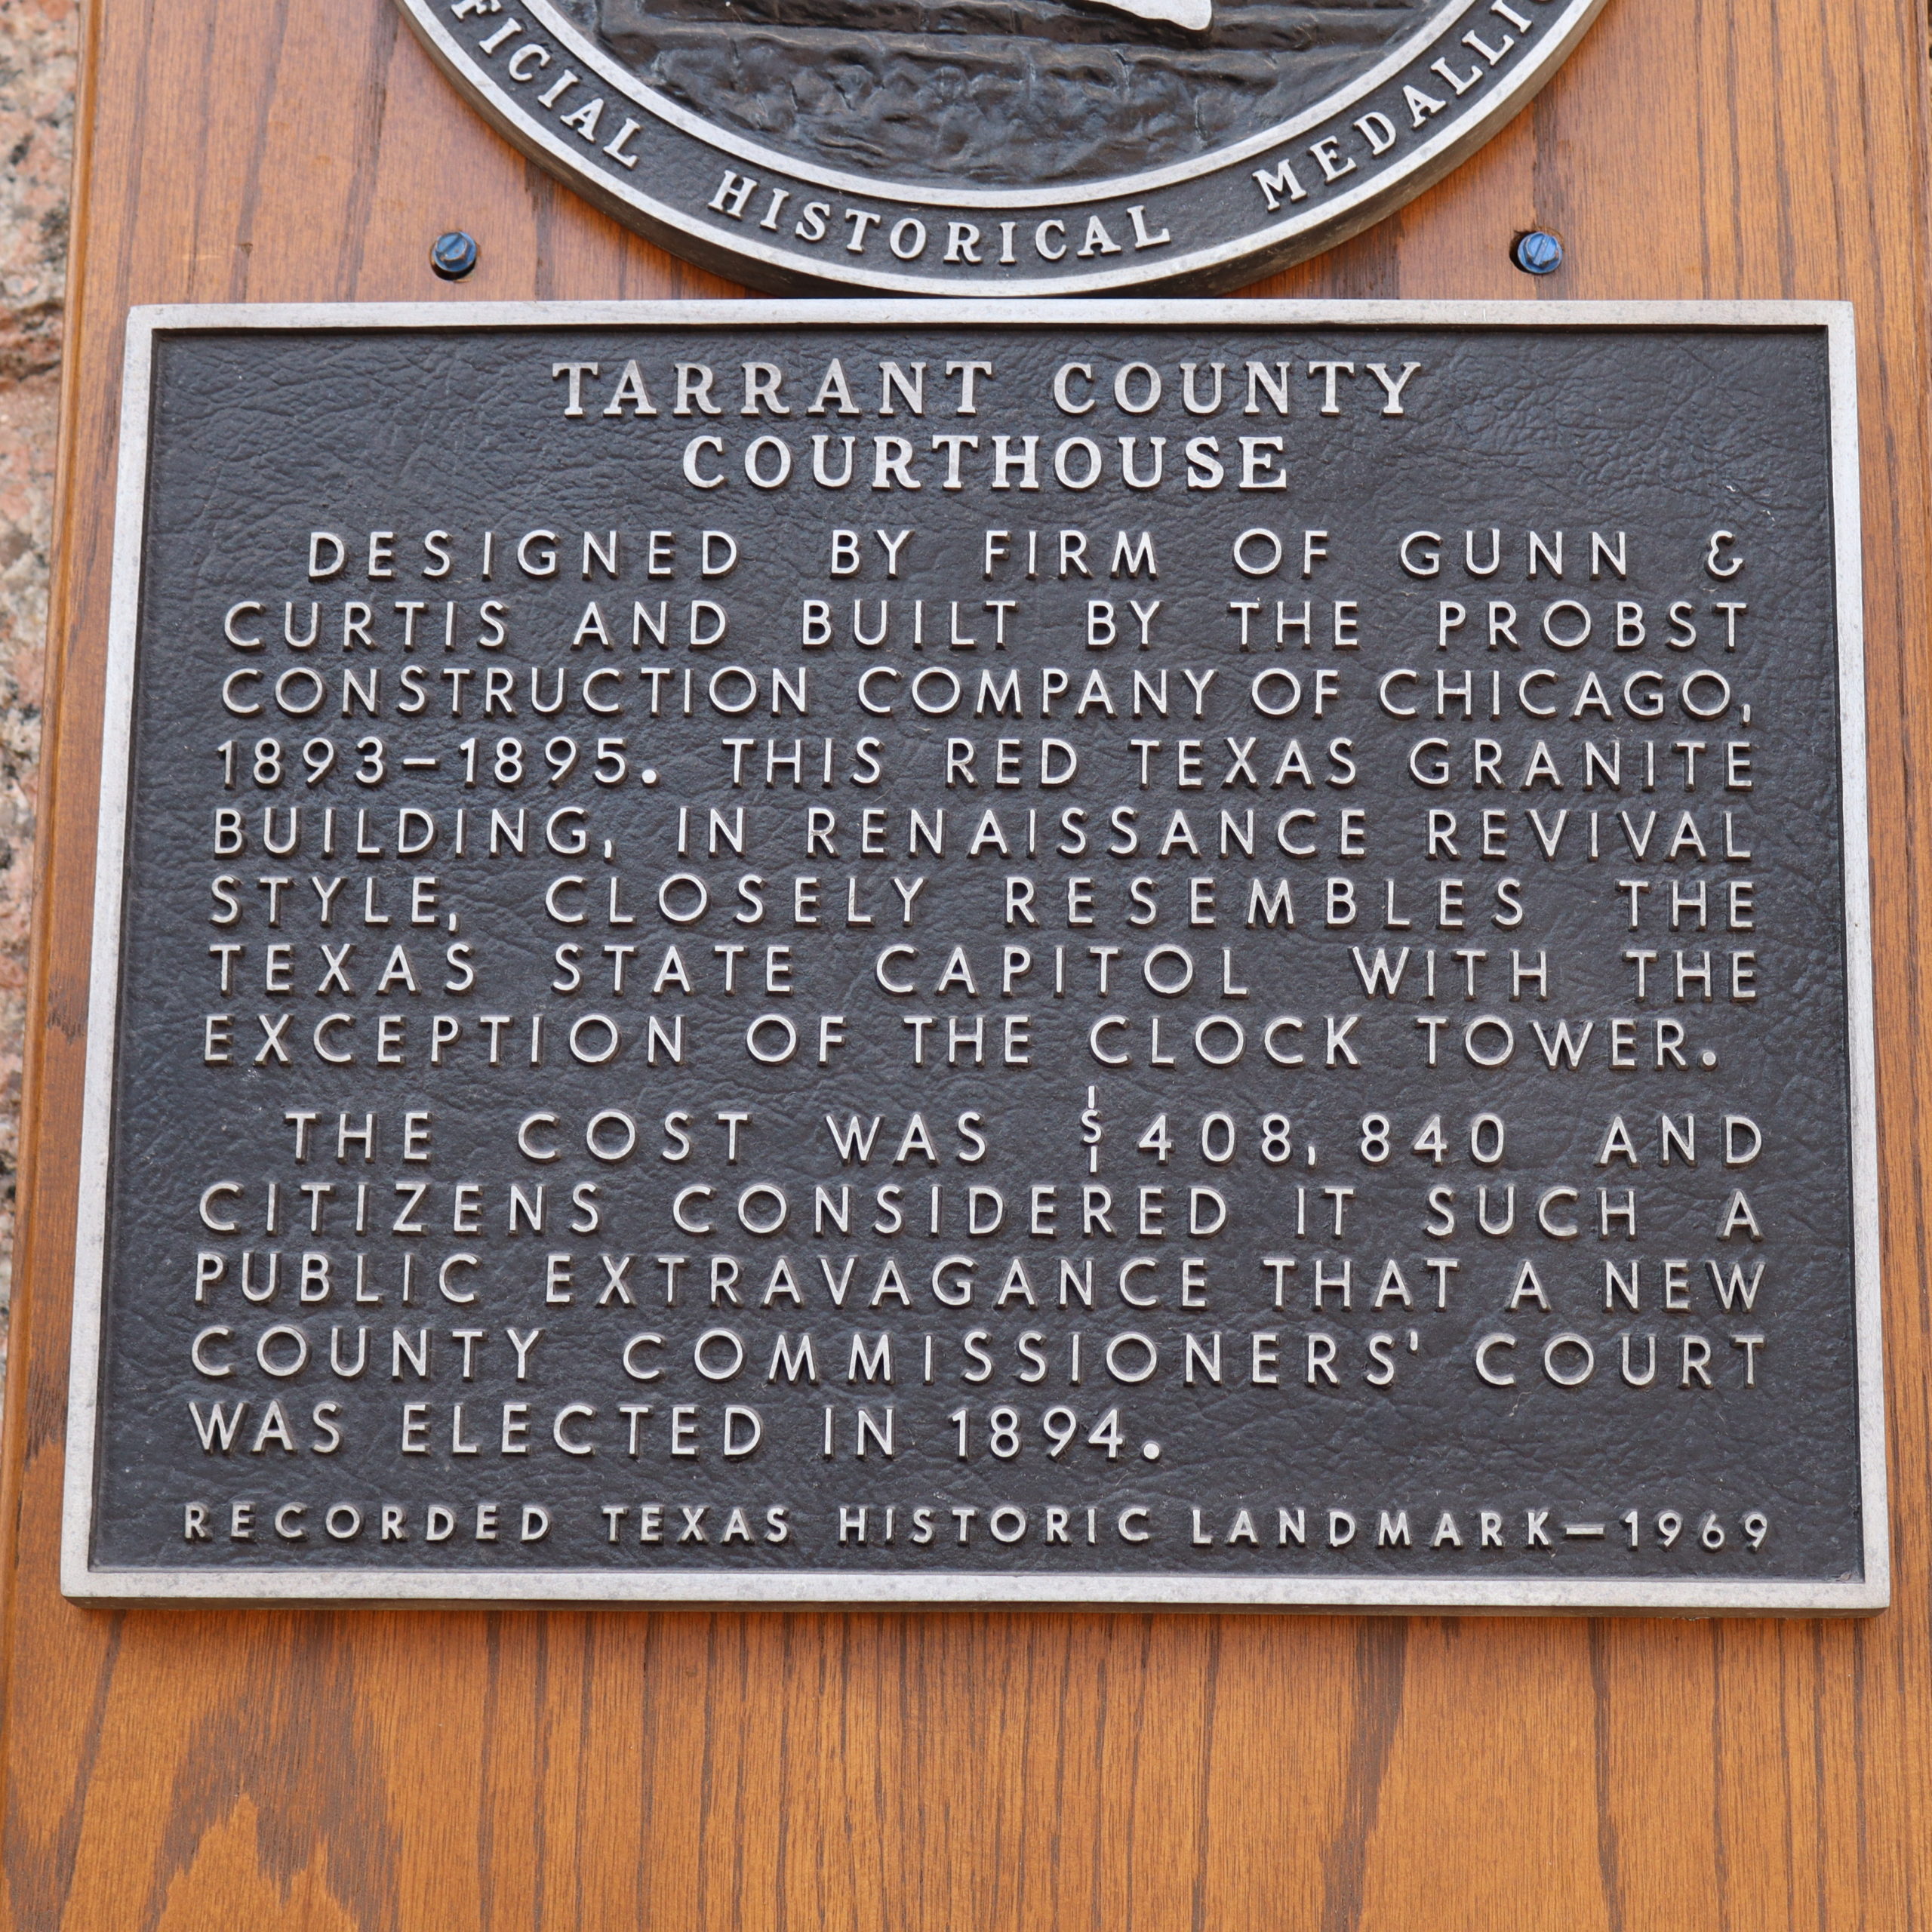 OFFICIAL HISTORICAL MEDALLION
TARRANT COUNTY
COURTHOUSE
DESIGNED BY FIRM OF GUNN &
CURTIS AND BUILT BY THE PROBST
CONSTRUCTION COMPANY OF CHICAGO,
1893–1895. THIS RED TEXAS GRANITE
BUILDING, IN RENAISSANCE REVIVAL
STYLE, CLOSELY RESEMBLES THE
TEXAS STATE CAPITOL WITH THE
EXCEPTION OF THE CLOCK TOWER.
THE COST WAS $408,840 AND
CITIZENS CONSIDERED IT SUCH A
PUBLIC EXTRAVAGANCE THAT A NEW
COUNTY COMMISSIONERS' COURT
WAS ELECTED IN 1894.
RECORDED TEXAS HISTORIC LANDMARK—1969